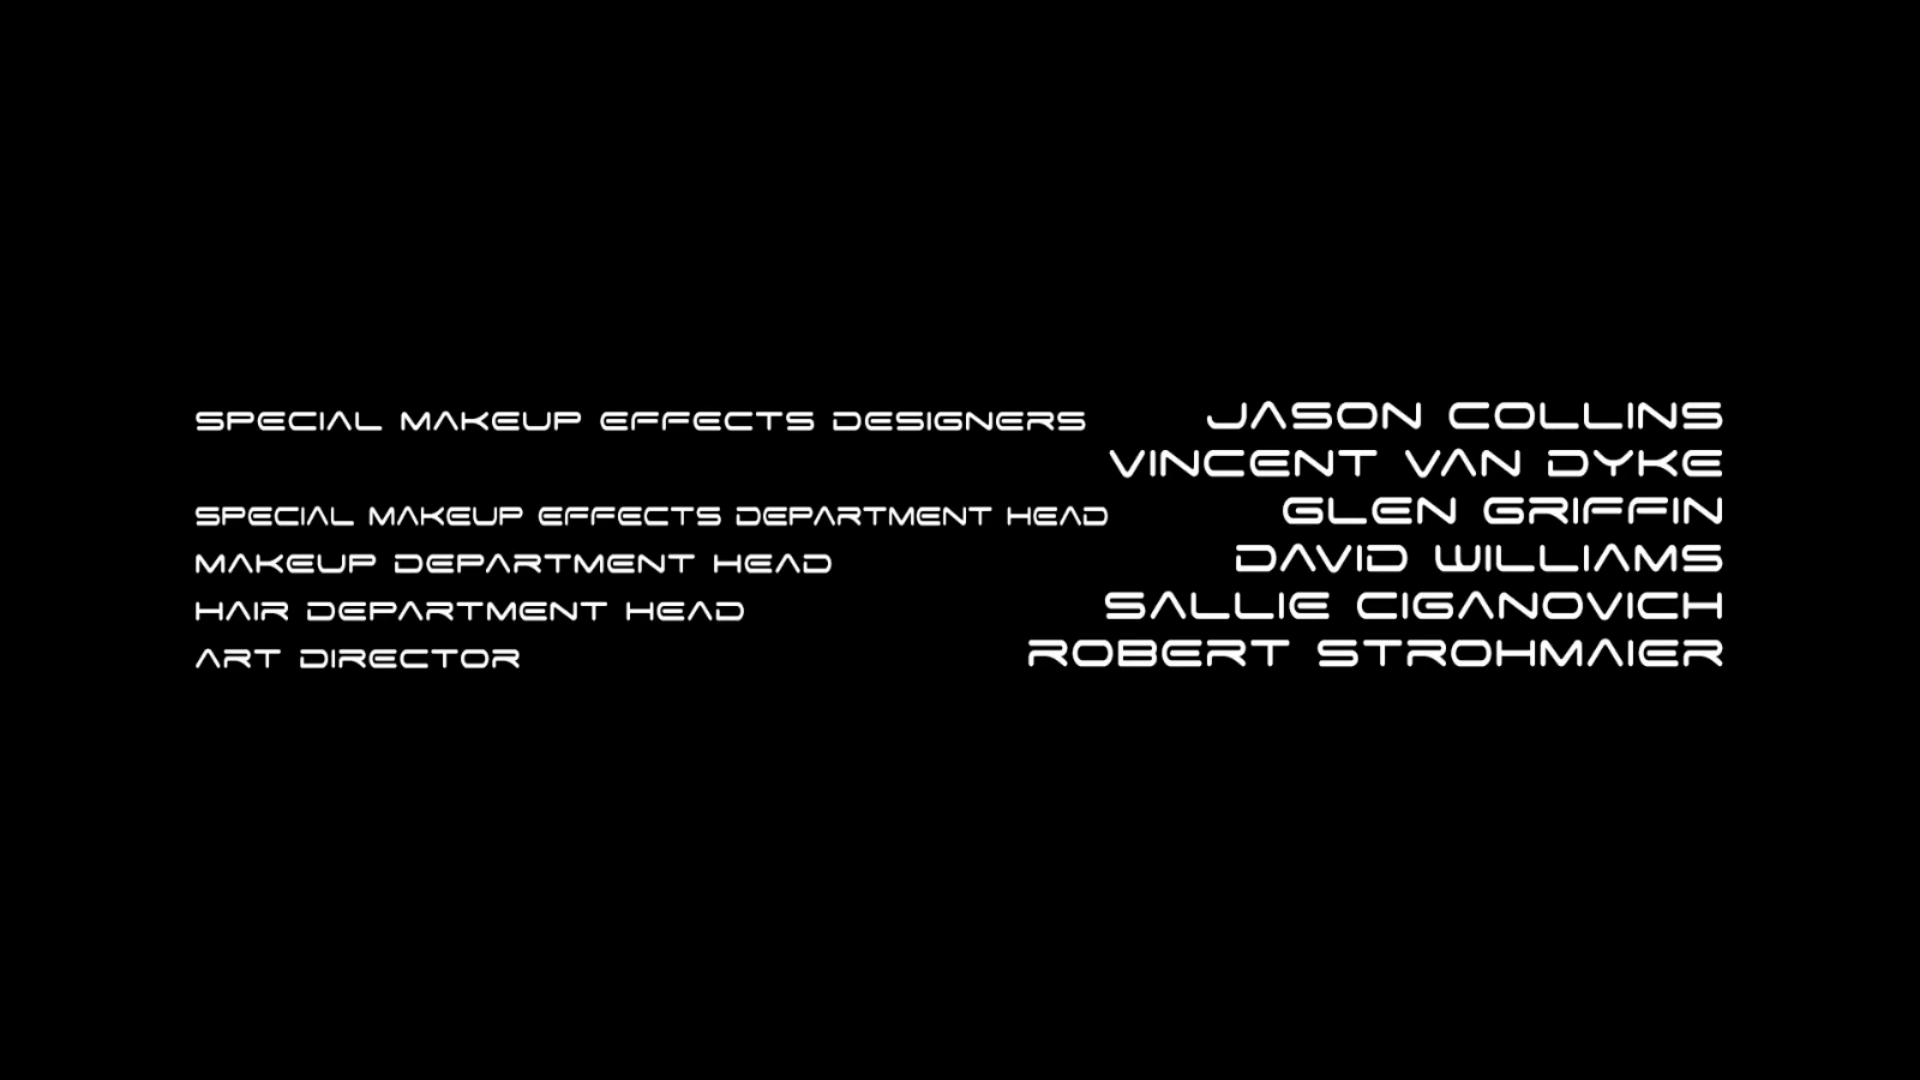 SPECIAL MAKEUP EFFECTS DESIGNERS JASON COLLINS
VINCENT VAN DYKE
SPECIAL MAKEUP EFFECTS DEPARTMENT HEAD GLEN GRIFFIN
MAKEUP DEPARTMENT HEAD DAVID WILLIAMS
HAIR DEPARTMENT HEAD SALLIE CIGANOVICH
ART DIRECTOR ROBERT STROHMAIER